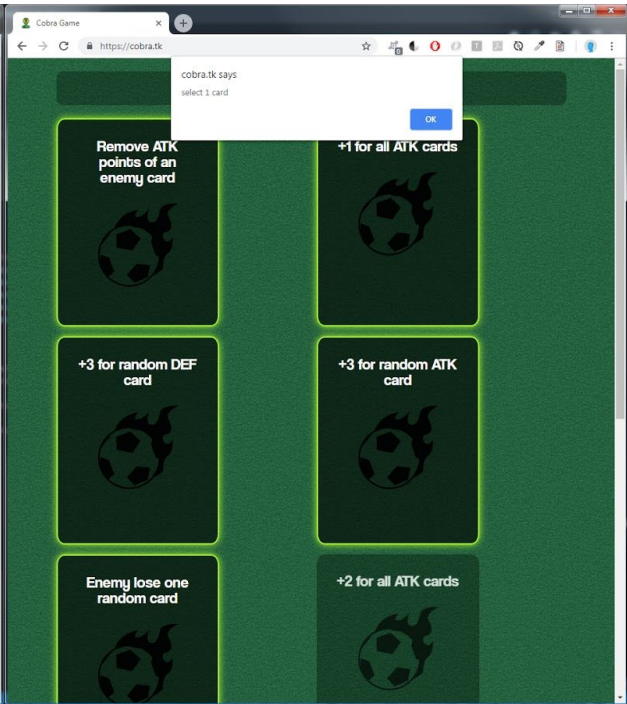 Cobra Game
https://cobra.tk
0
T
cobra.tk says
select 1 card
OK
Remove ATK
points of an
enemy card
+1 for all ATK cards
+3 for random DEF
card
+3 for random ATK
card
Enemy lose one
random card
+2 for all ATK cards